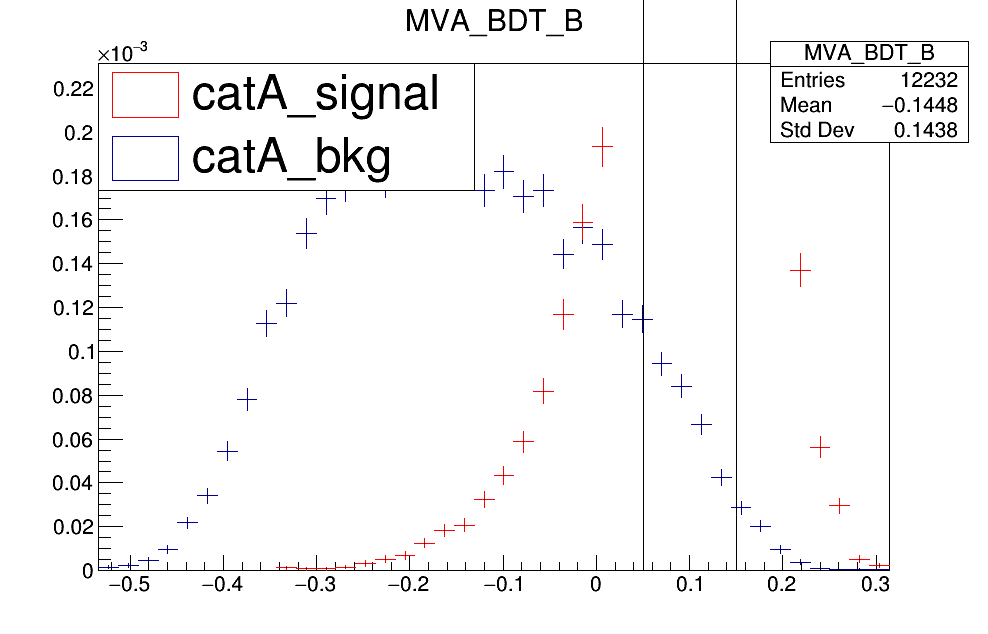 MVA_BDT_B
×10⁻³
MVA_BDT_B
Entries 12232
Mean −0.1448
Std Dev 0.1438
catA_signal
catA_bkg
0.22
0.2
0.18
0.16
0.14
0.12
0.1
0.08
0.06
0.04
0.02
0
−0.5 −0.4 −0.3 −0.2 −0.1 0 0.1 0.2 0.3